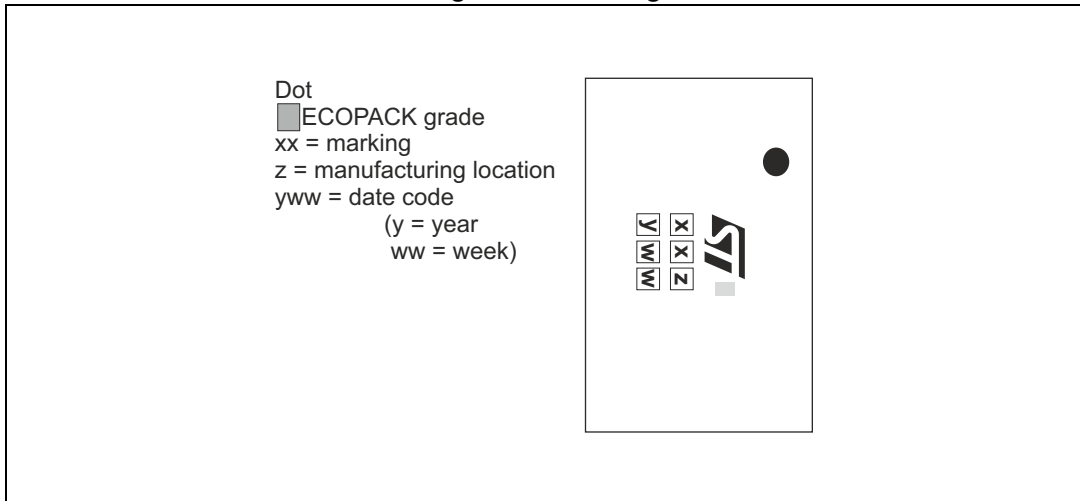 Dot
ECOPACK grade
xx = marking
z = manufacturing location
yww = date code
(y = year
ww = week)
ST
x x z
y w w